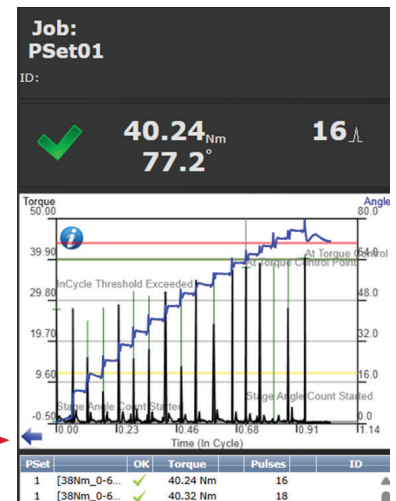 Job:
PSet01
ID:
40.24 Nm 16
77.2°
Torque Angle
50.00 80.0
39.90 64.0
At Torque Control
At Torque Control Point
InCycle Threshold Exceeded
29.80 48.0
19.70 32.0
9.60 16.0
Stage Angle Count Started
Stage Angle Count Started
-0.50 0.0
0.00 0.23 0.46 0.68 0.91 1.14
Time (In Cycle)
PSet OK Torque Pulses ID
1 [38Nm_0-6... 40.24 Nm 16
1 [38Nm_0-6... 40.32 Nm 18